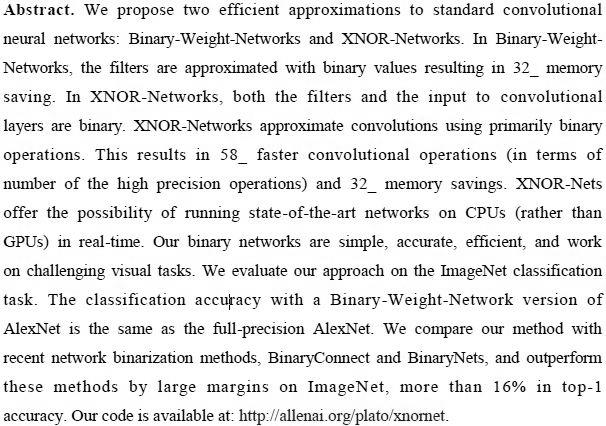 Abstract. We propose two efficient approximations to standard convolutional
neural networks: Binary-Weight-Networks and XNOR-Networks. In Binary-Weight-
Networks, the filters are approximated with binary values resulting in 32_ memory
saving. In XNOR-Networks, both the filters and the input to convolutional
layers are binary. XNOR-Networks approximate convolutions using primarily binary
operations. This results in 58_ faster convolutional operations (in terms of
number of the high precision operations) and 32_ memory savings. XNOR-Nets
offer the possibility of running state-of-the-art networks on CPUs (rather than
GPUs) in real-time. Our binary networks are simple, accurate, efficient, and work
on challenging visual tasks. We evaluate our approach on the ImageNet classification
task. The classification accuracy with a Binary-Weight-Network version of
AlexNet is the same as the full-precision AlexNet. We compare our method with
recent network binarization methods, BinaryConnect and BinaryNets, and outperform
these methods by large margins on ImageNet, more than 16% in top-1
accuracy. Our code is available at: http://allenai.org/plato/xnornet.